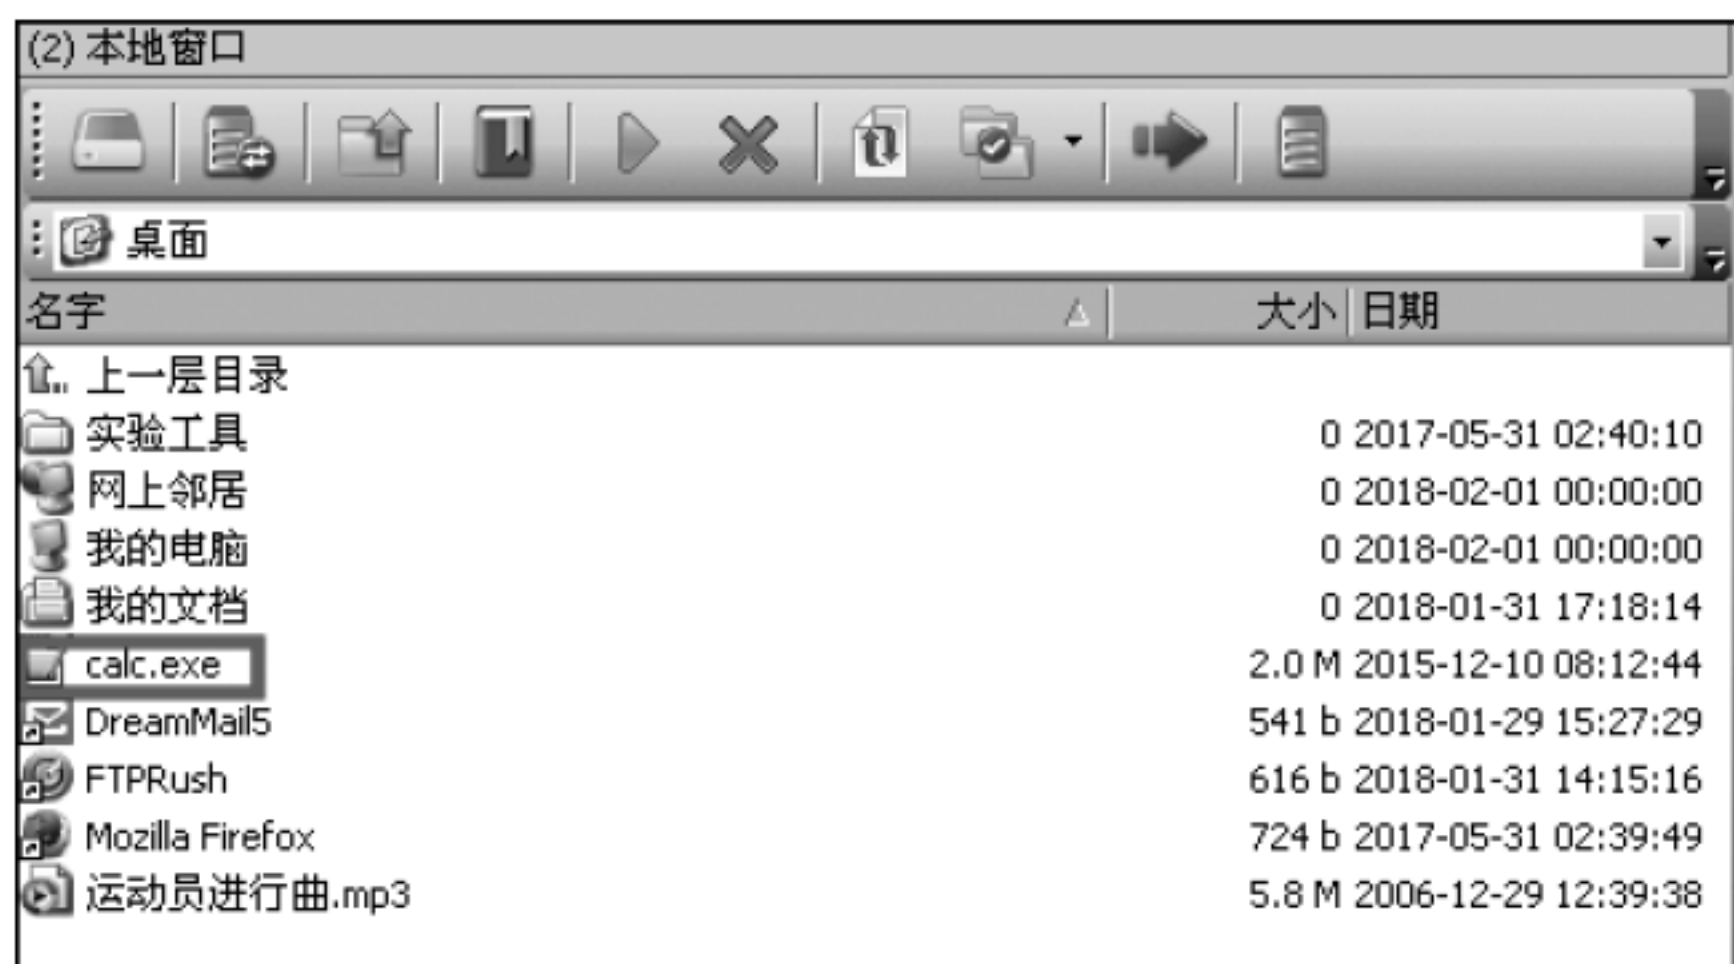 (2) 本地窗口
桌面
名字 大小 日期
上一层目录
实验工具 0 2017-05-31 02:40:10
网上邻居 0 2018-02-01 00:00:00
我的电脑 0 2018-02-01 00:00:00
我的文档 0 2018-01-31 17:18:14
calc.exe 2.0 M 2015-12-10 08:12:44
DreamMail5 541 b 2018-01-29 15:27:29
FTPRush 616 b 2018-01-31 14:15:16
Mozilla Firefox 724 b 2017-05-31 02:39:49
运动员进行曲.mp3 5.8 M 2006-12-29 12:39:38